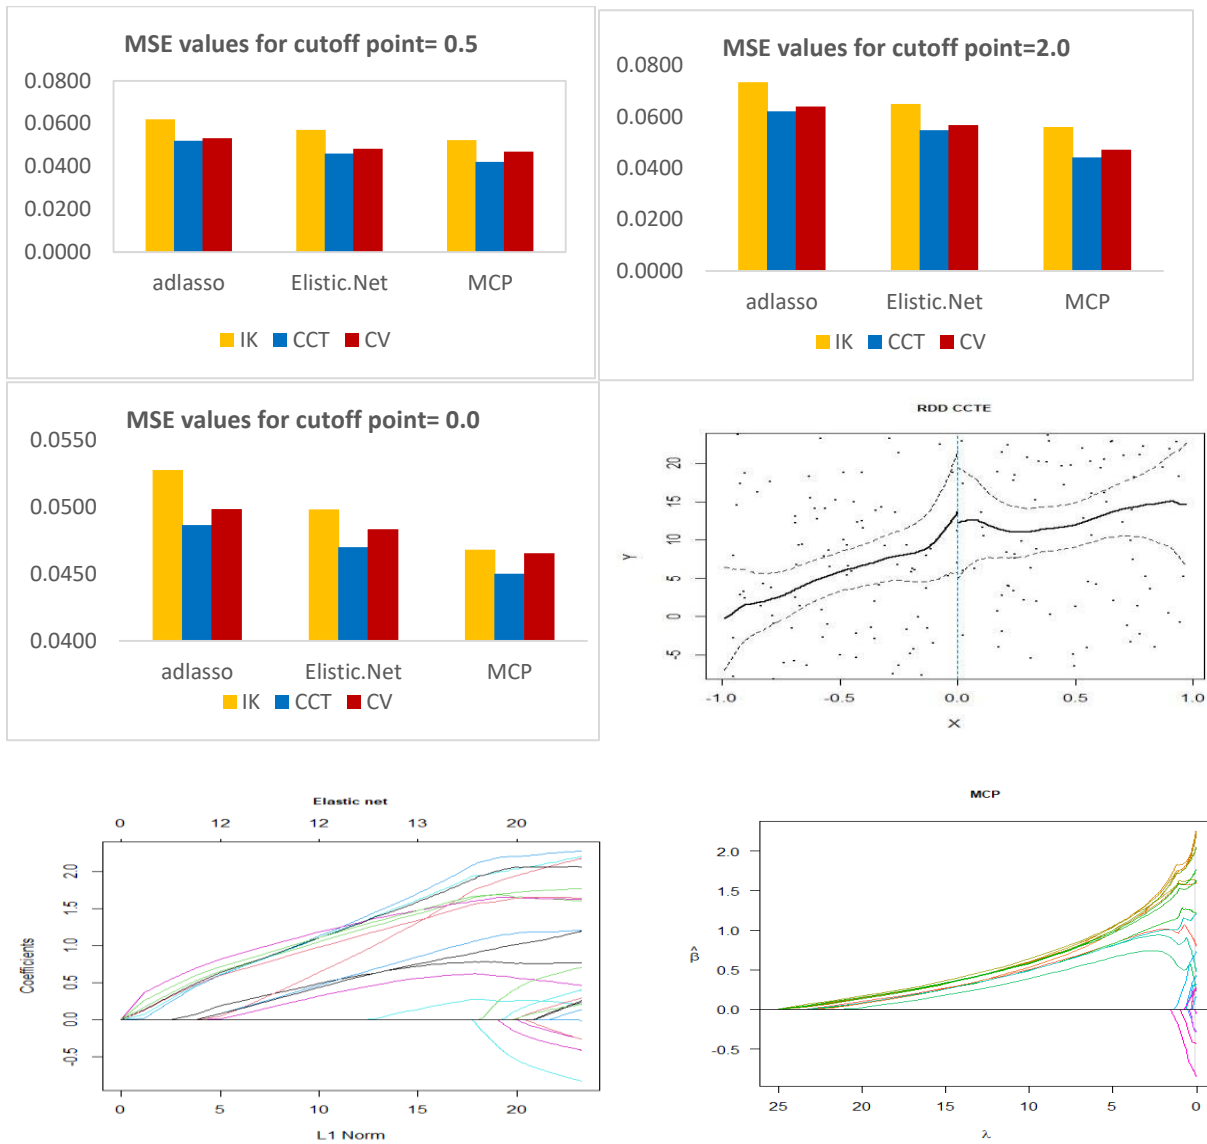 MSE values for cutoff point= 0.5
0.0800
0.0600
0.0400
0.0200
0.0000
adlasso Elistic.Net MCP
IK CCT CV
MSE values for cutoff point=2.0
0.0800
0.0600
0.0400
0.0200
0.0000
adlasso Elistic.Net MCP
IK CCT CV
MSE values for cutoff point= 0.0
0.0550
0.0500
0.0450
0.0400
adlasso Elistic.Net MCP
IK CCT CV
RDD CCTE
Y
20
15
10
5
0
-5
-1.0 -0.5 0.0 0.5 1.0
X
Elastic net
0 12 12 13 20
Coefficients
2.0
1.5
1.0
0.5
0.0
-0.5
0 5 10 15 20
L1 Norm
MCP
β̂
2.0
1.5
1.0
0.5
0.0
-0.5
25 20 15 10 5 0
λ